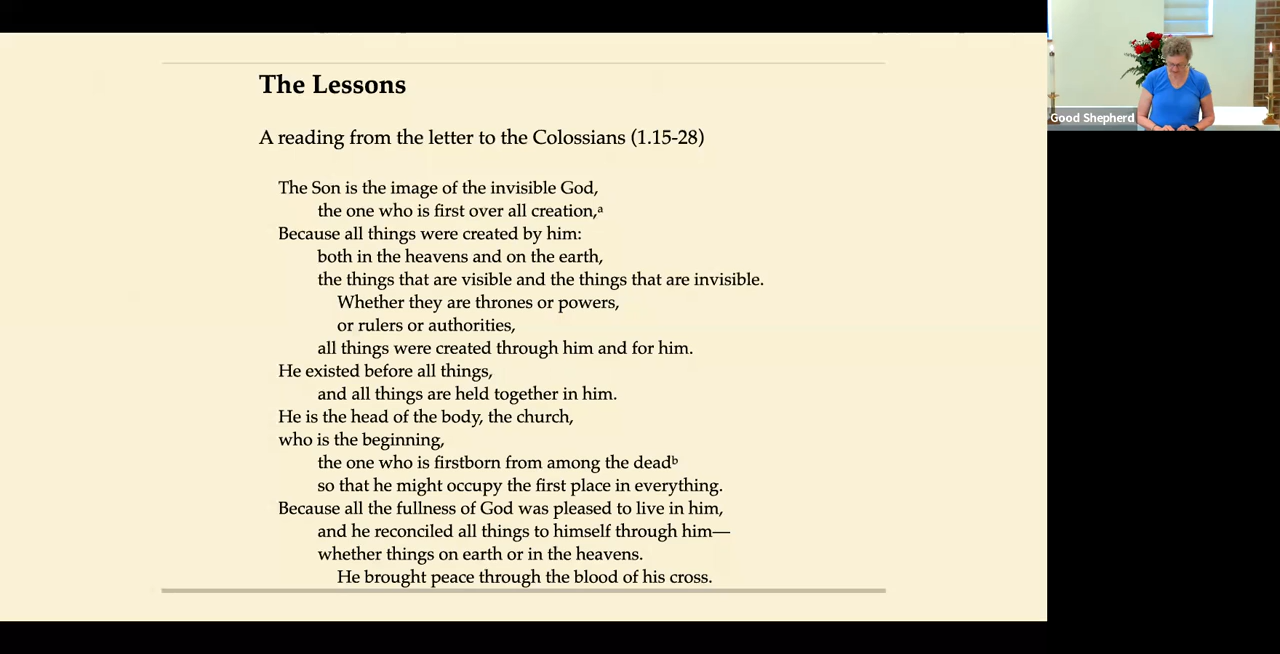 The Lessons
A reading from the letter to the Colossians (1.15-28)
The Son is the image of the invisible God,
the one who is first over all creation,ᵃ
Because all things were created by him:
both in the heavens and on the earth,
the things that are visible and the things that are invisible.
Whether they are thrones or powers,
or rulers or authorities,
all things were created through him and for him.
He existed before all things,
and all things are held together in him.
He is the head of the body, the church,
who is the beginning,
the one who is firstborn from among the deadᵇ
so that he might occupy the first place in everything.
Because all the fullness of God was pleased to live in him,
and he reconciled all things to himself through him—
whether things on earth or in the heavens.
He brought peace through the blood of his cross.
Good Shepherd